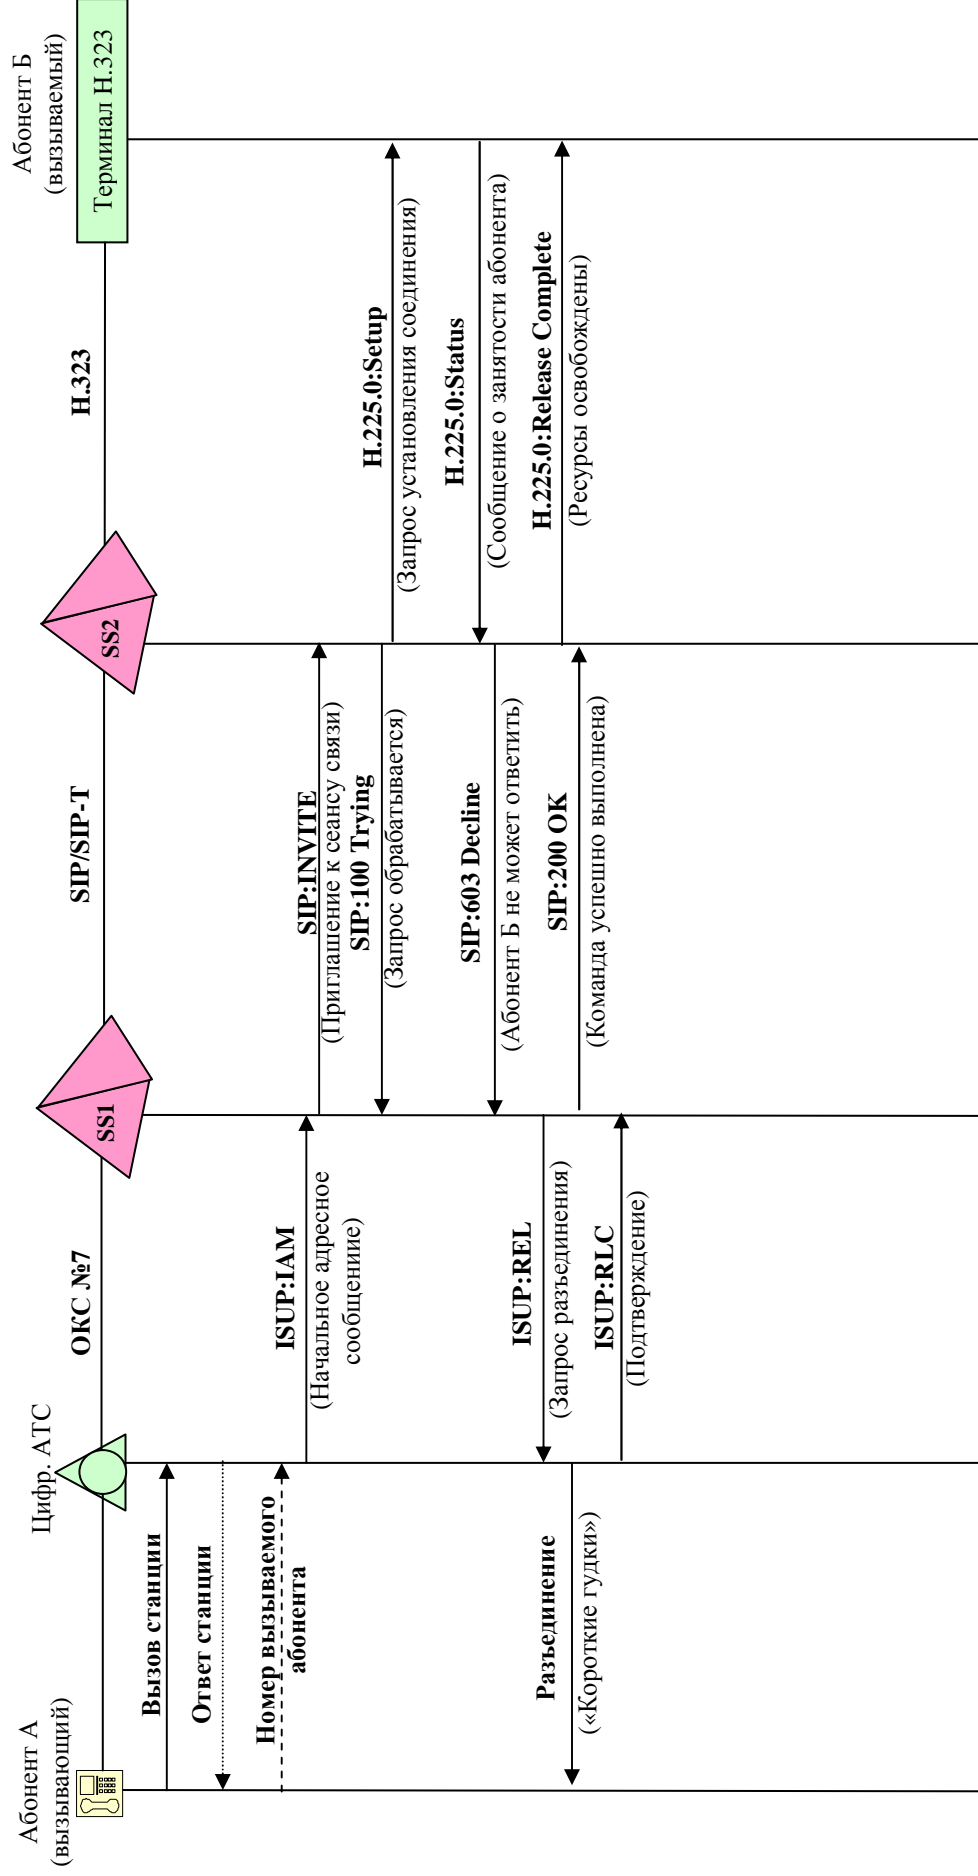 Абонент А
(вызывающий)
Цифр. АТС
Абонент Б
(вызываемый)
ОКС №7
SS1
SIP/SIP-T
SS2
H.323
Терминал H.323
Вызов станции
Ответ станции
Номер вызываемого
абонента
ISUP:IAM
(Начальное адресное
сообщениие)
SIP:INVITE
(Приглашение к сеансу связи)
SIP:100 Trying
(Запрос обрабатывается)
H.225.0:Setup
(Запрос установления соединения)
H.225.0:Status
(Сообщение о занятости абонента)
SIP:603 Decline
(Абонент Б не может ответить)
H.225.0:Release Complete
(Ресурсы освобождены)
ISUP:REL
(Запрос разъединения)
SIP:200 OK
(Команда успешно выполнена)
Разъединение
(«Короткие гудки»)
ISUP:RLC
(Подтверждение)